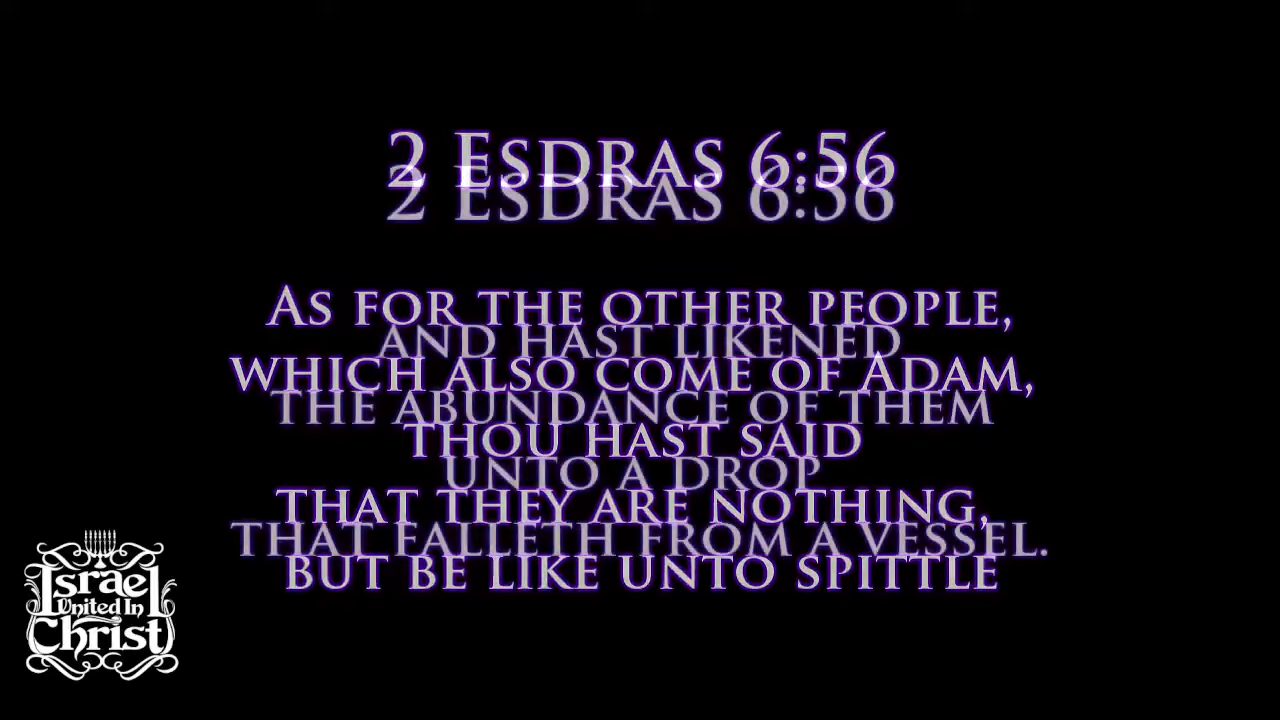 2 Esdras 6:56
2 Esdras 6:56
As for the other people,
and hast likened
which also come of Adam,
the abundance of them
thou hast said
unto a drop
that they are nothing,
that falleth from a vessel.
but be like unto spittle
Israel
United In
Christ